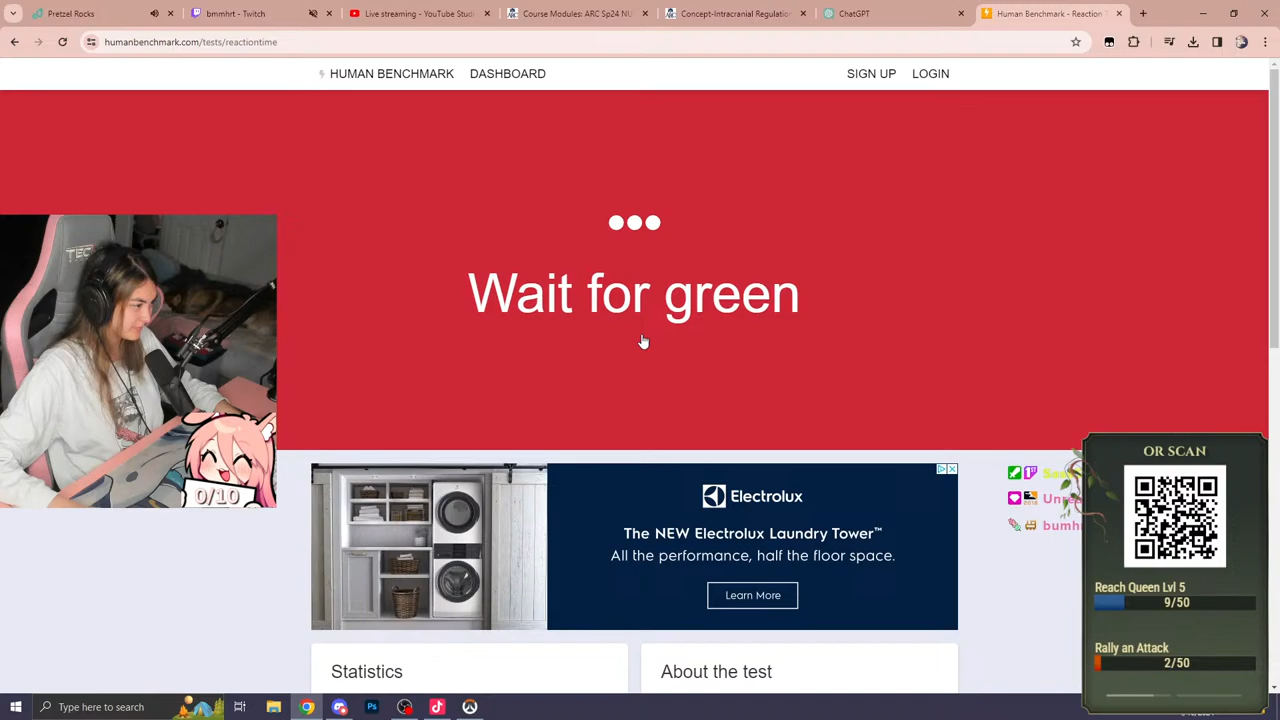 Pretzel Rocks
bmmhrt - Twitch
Live streaming - YouTube Studi
Course Modules: ARC Sp24 NU
Concept-Intracranial Regulation
ChatGPT
Human Benchmark - Reaction T
humanbenchmark.com/tests/reactiontime
HUMAN BENCHMARK
DASHBOARD
SIGN UP
LOGIN
Wait for green
TEC
0/10
Electrolux
The NEW Electrolux Laundry Tower™
All the performance, half the floor space.
Learn More
OR SCAN
Reach Queen Lvl 5
9/50
Rally an Attack
2/50
Statistics
About the test
Type here to search